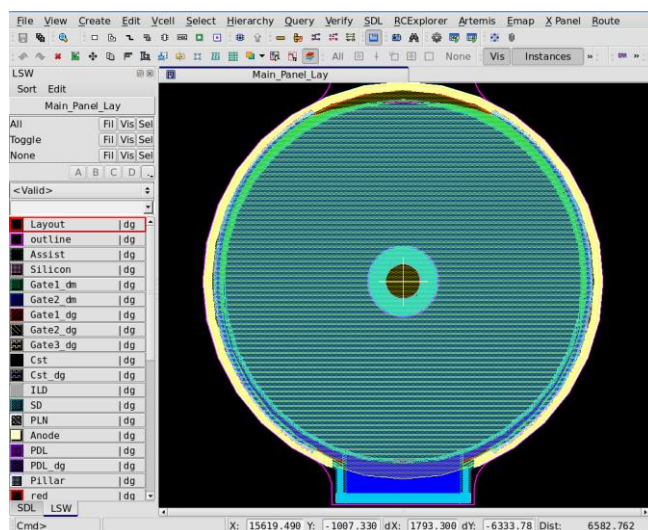 File View Create Edit Vcell Select Hierarchy Query Verify SDL RCExplorer Artemis Emap X Panel Route
All None Vis Instances » »
LSW
Main_Panel_Lay
Sort Edit
Main_Panel_Lay
All Fil Vis Sel
Toggle Fil Vis Sel
None Fil Vis Sel
A B C D
<Valid>
Layout dg
outline dg
Assist dg
Silicon dg
Gate1_dm dg
Gate2_dm dg
Gate1_dg dg
Gate2_dg dg
Gate3_dg dg
Cst dg
Cst_dg dg
ILD dg
SD dg
PLN dg
Anode dg
PDL dg
PDL_dg dg
Pillar dg
red dg
SDL LSW
Cmd> X: 15619.490 Y: -1007.330 dX: 1793.300 dY: -6333.78 Dist: 6582.762